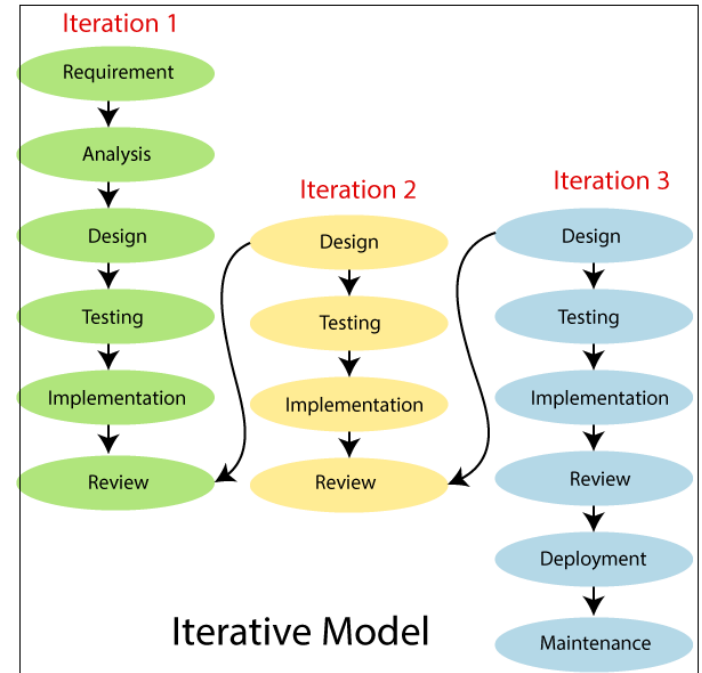 Iteration 1
Requirement
Analysis
Design
Testing
Implementation
Review
Iteration 2
Design
Testing
Implementation
Review
Iteration 3
Design
Testing
Implementation
Review
Deployment
Maintenance
Iterative Model